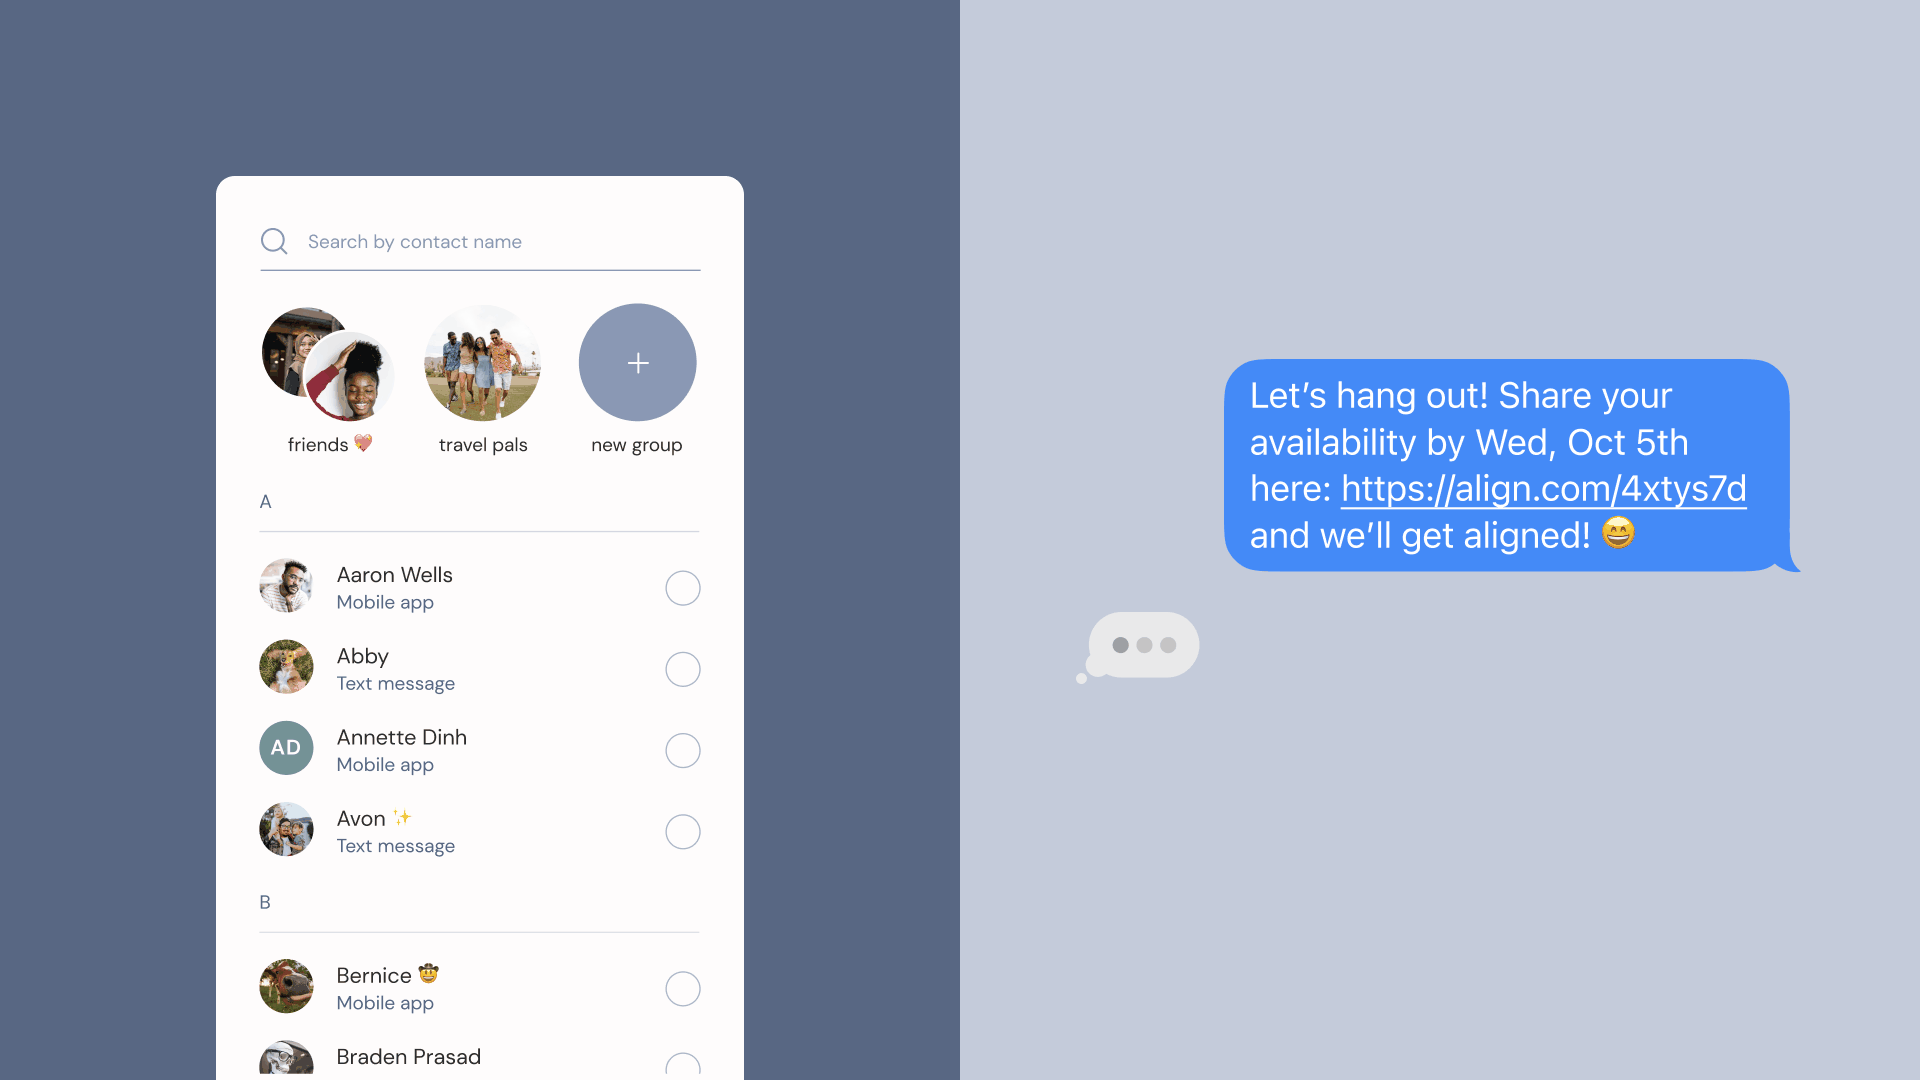 Search by contact name
friends 💖
travel pals
new group
A
Aaron Wells
Mobile app
Abby
Text message
AD
Annette Dinh
Mobile app
Avon ✨
Text message
B
Bernice 🤠
Mobile app
Braden Prasad
Let’s hang out! Share your
availability by Wed, Oct 5th
here: https://align.com/4xtys7d
and we’ll get aligned! 😄